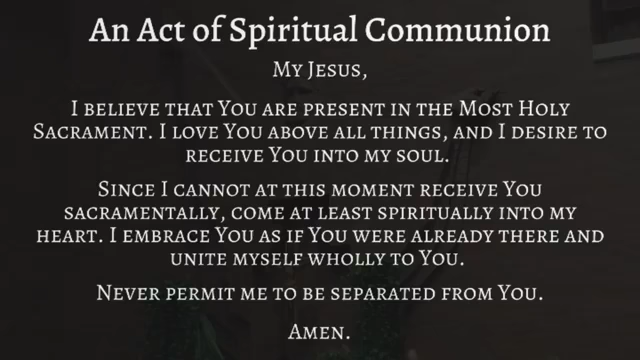 An Act of Spiritual Communion
My Jesus,
I believe that You are present in the Most Holy
Sacrament. I love You above all things, and I desire to
receive You into my soul.
Since I cannot at this moment receive You
sacramentally, come at least spiritually into my
heart. I embrace You as if You were already there and
unite myself wholly to You.
Never permit me to be separated from You.
Amen.